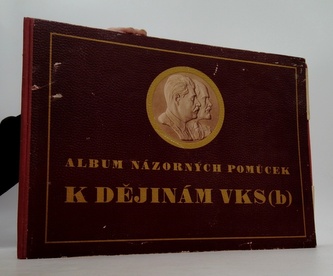 ALBUM NÁZORNÝCH POMŮCEK
K DĚJINÁM VKS(b)